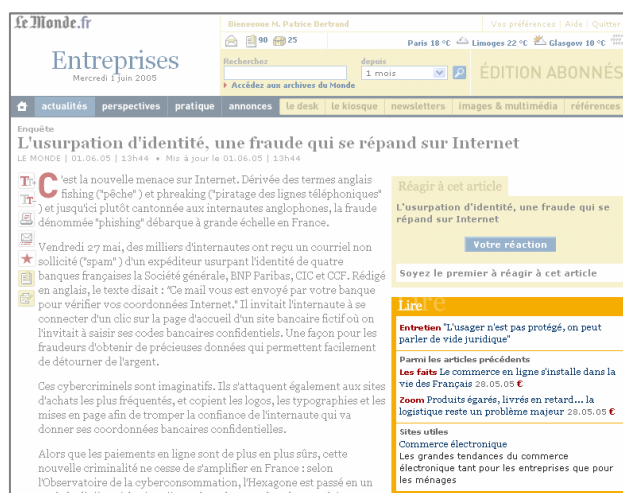 Le Monde.fr
Bienvenue M. Patrice Bertrand
Vos préférences | Aide | Quitter
90 25
Paris 18 °C Limoges 22 °C Glasgow 10 °C
Entreprises
Mercredi 1 juin 2005
Recherchez depuis
1 mois
Accédez aux archives du Monde
ÉDITION ABONNÉS
actualités perspectives pratique annonces le desk le kiosque newsletters images & multimédia références
Enquête
L'usurpation d'identité, une fraude qui se répand sur Internet
LE MONDE | 01.06.05 | 13h44 • Mis à jour le 01.06.05 | 13h44
C'est la nouvelle menace sur Internet. Dérivée des termes anglais
fishing ("pêche" ) et phreaking ("piratage des lignes téléphoniques"
) et jusqu'ici plutôt cantonnée aux internautes anglophones, la fraude
dénommée "phishing" débarque à grande échelle en France.
Vendredi 27 mai, des milliers d'internautes ont reçu un courriel non
sollicité ("spam" ) d'un expéditeur usurpant l'identité de quatre
banques françaises la Société générale, BNP Paribas, CIC et CCF. Rédigé
en anglais, le texte disait : "Ce mail vous est envoyé par votre banque
pour vérifier vos coordonnées Internet." Il invitait l'internaute à se
connecter d'un clic sur la page d'accueil d'un site bancaire fictif où on
l'invitait à saisir ses codes bancaires confidentiels. Une façon pour les
fraudeurs d'obtenir de précieuses données qui permettent facilement
de détourner de l'argent.
Ces cybercriminels sont imaginatifs. Ils s'attaquent également aux sites
d'achats les plus fréquentés, et copient les logos, les typographies et les
mises en page afin de tromper la confiance de l'internaute qui va
donner ses coordonnées bancaires confidentielles.
Alors que les paiements en ligne sont de plus en plus sûrs, cette
nouvelle criminalité ne cesse de s'amplifier en France : selon
l'Observatoire de la cyberconsommation, l'Hexagone est passé en un
Réagir à cet article
L'usurpation d'identité, une fraude qui se
répand sur Internet
Votre réaction
Soyez le premier à réagir à cet article
Lire
Entretien "L'usager n'est pas protégé, on peut
parler de vide juridique"
Parmi les articles précédents
Les faits Le commerce en ligne s'installe dans la
vie des Français 28.05.05 €
Zoom Produits égarés, livrés en retard... la
logistique reste un problème majeur 28.05.05 €
Sites utiles
Commerce électronique
Les grandes tendances du commerce
électronique tant pour les entreprises que pour
les ménages